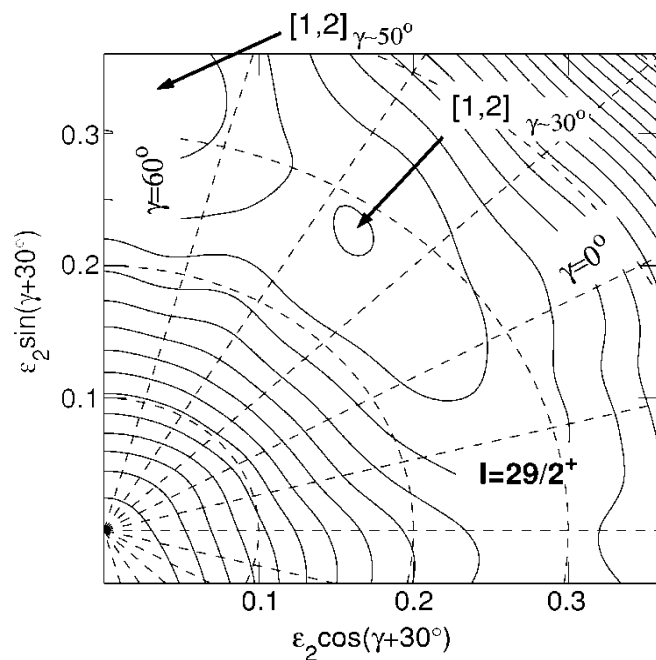 [1,2] γ~50°
[1,2] γ~30°
γ=60°
γ=0°
I=29/2⁺
0.3
0.2
0.1
ε₂sin(γ+30°)
0.1
0.2
0.3
ε₂cos(γ+30°)